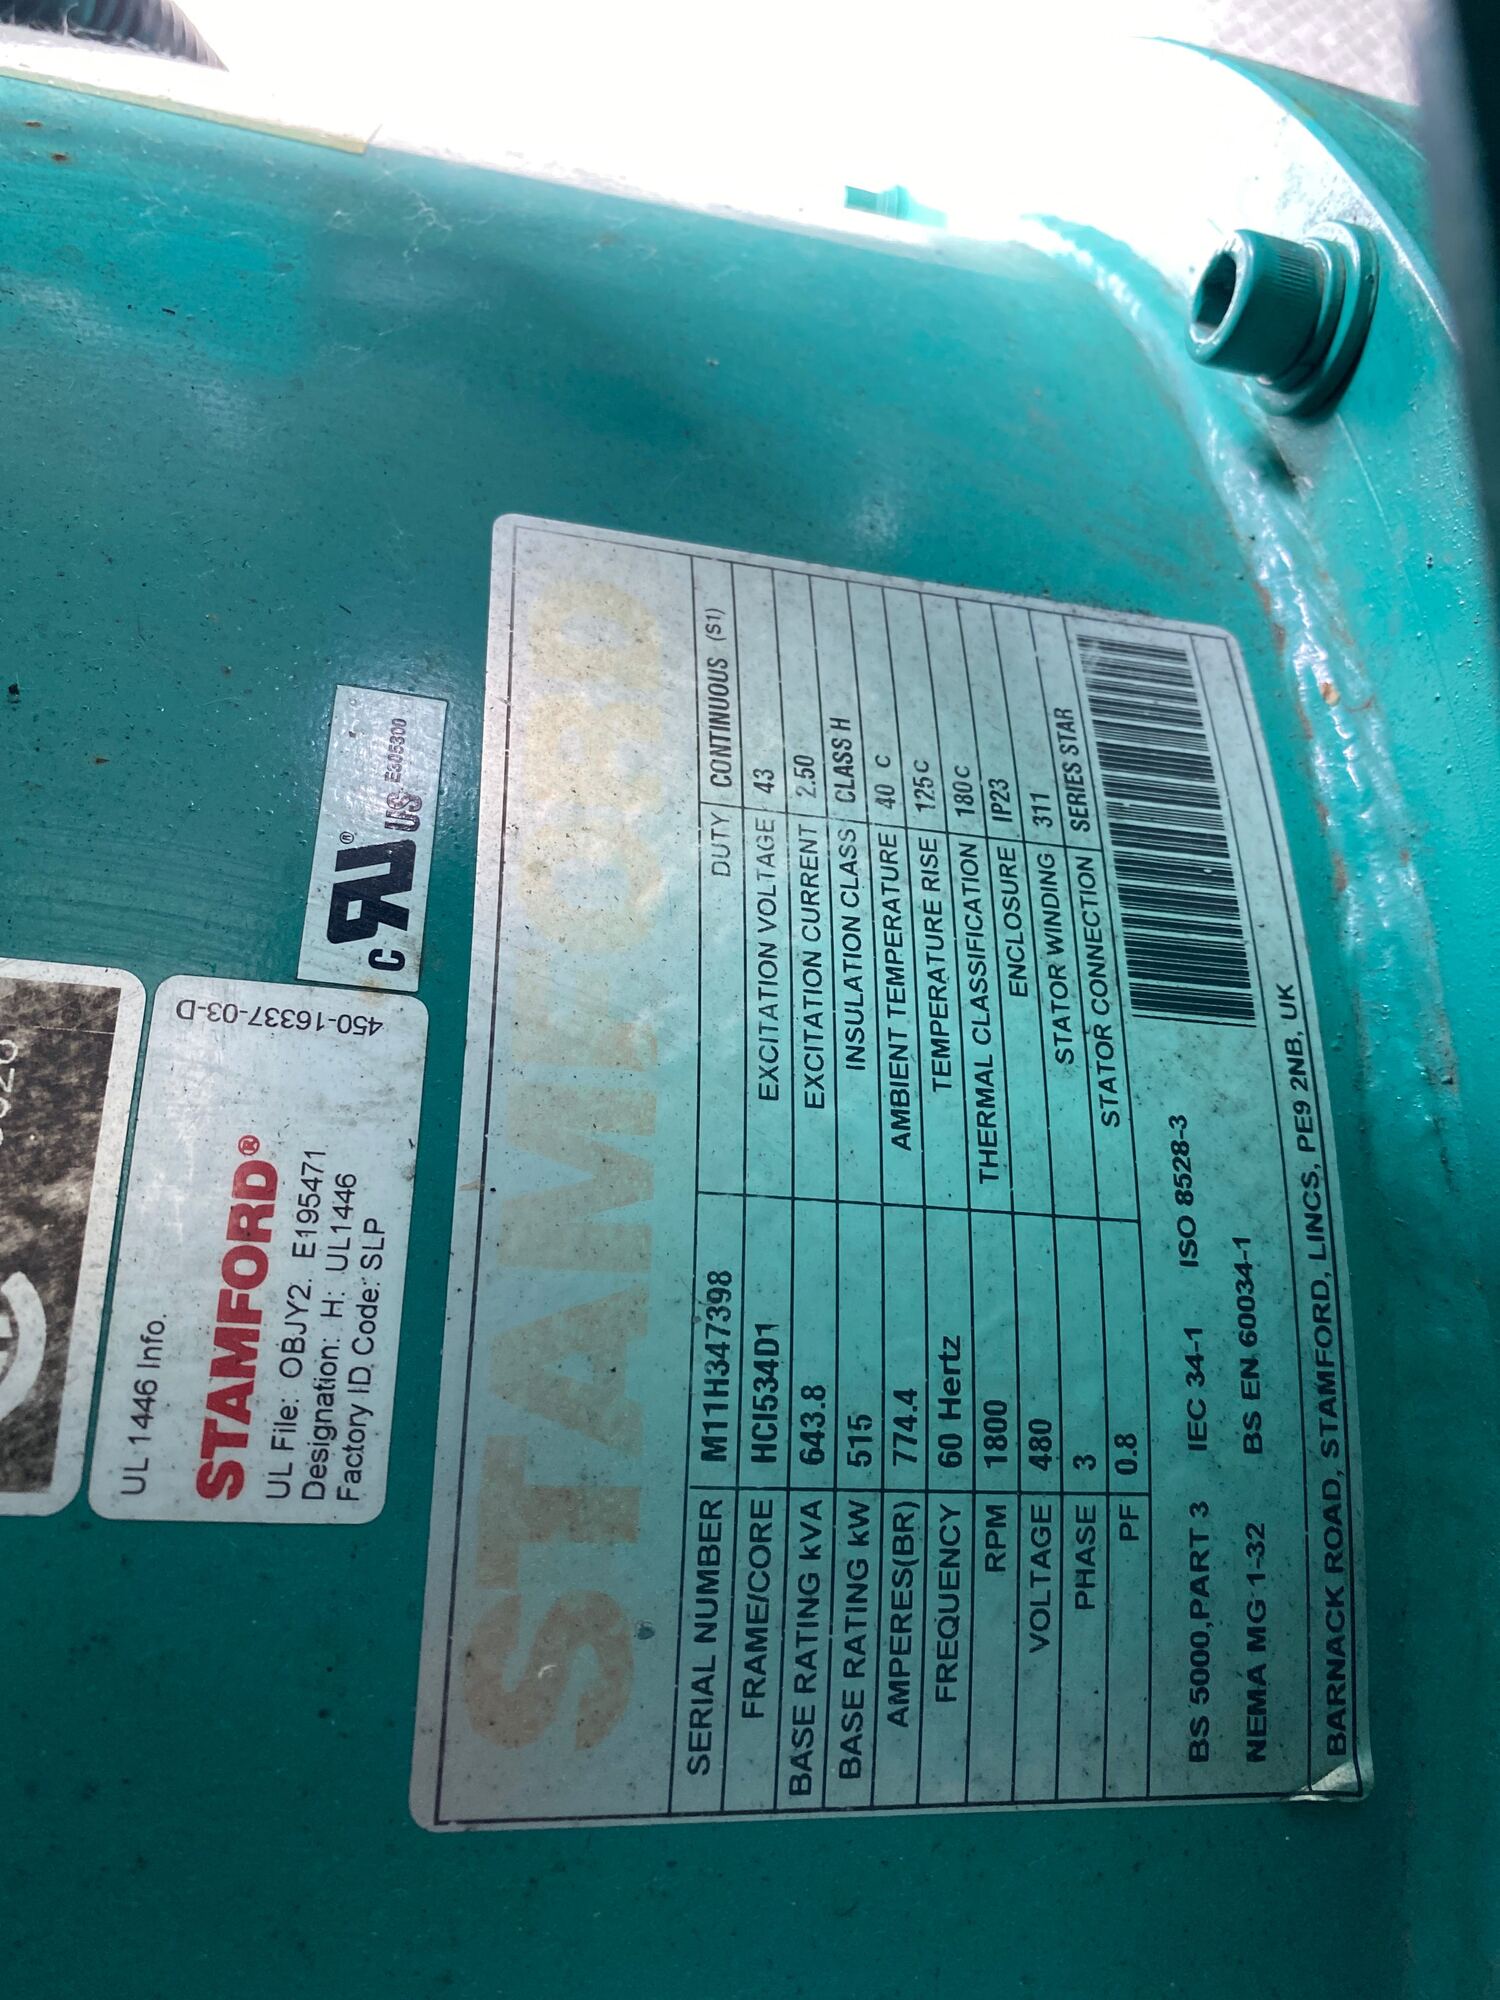 UL 1446 Info.
STAMFORD®
UL File: OBJY2. E195471
Designation: H: UL1446
Factory ID Code: SLP
450-16337-03-D
c UR® US E305300
STAMFORD
SERIAL NUMBER M11H347398 DUTY CONTINUOUS (S1)
FRAME/CORE HCI534D1 EXCITATION VOLTAGE 43
BASE RATING kVA 643.8 EXCITATION CURRENT 2.50
BASE RATING kW 515 INSULATION CLASS CLASS H
AMPERES(BR) 774.4 AMBIENT TEMPERATURE 40 C
FREQUENCY 60 Hertz TEMPERATURE RISE 125C
RPM 1800 THERMAL CLASSIFICATION 180C
VOLTAGE 480 ENCLOSURE IP23
PHASE 3 STATOR WINDING 311
PF 0.8 STATOR CONNECTION SERIES STAR
BS 5000,PART 3 IEC 34-1 ISO 8528-3
NEMA MG 1-32 BS EN 60034-1
BARNACK ROAD, STAMFORD, LINCS, PE9 2NB, UK